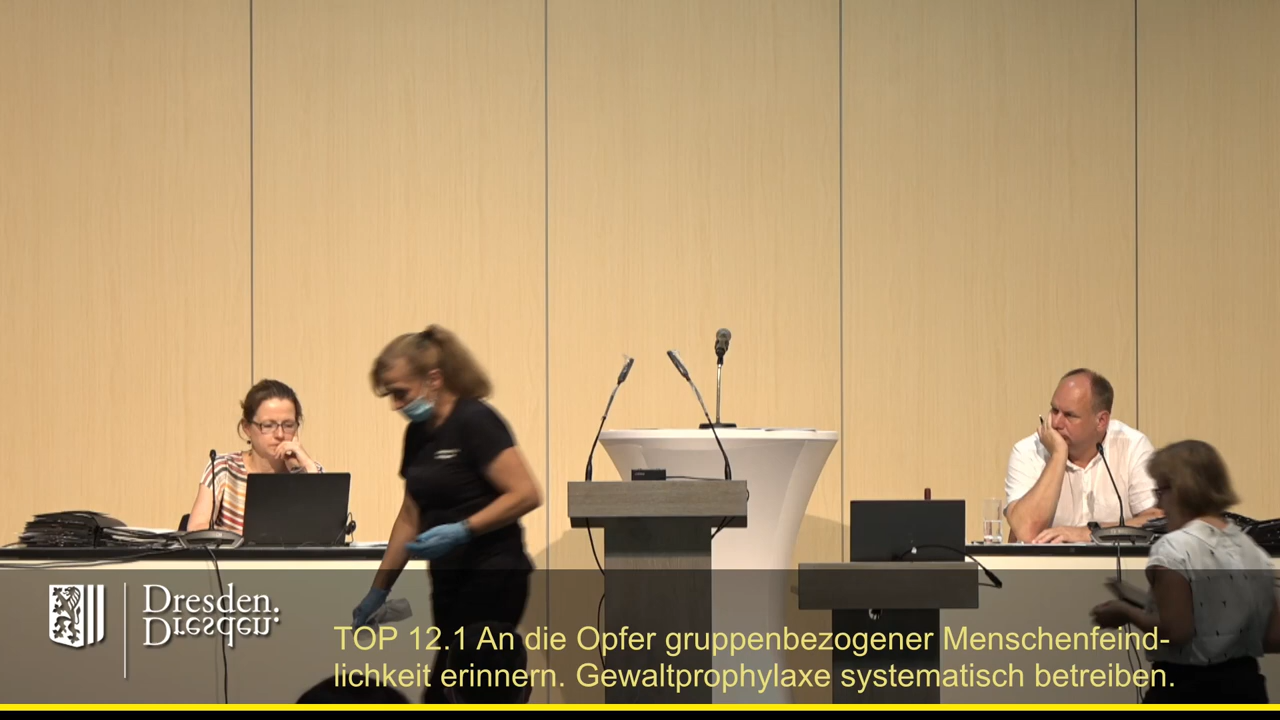 Dresden.
Dresden.
TOP 12.1 An die Opfer gruppenbezogener Menschenfeind-
lichkeit erinnern. Gewaltprophylaxe systematisch betreiben.